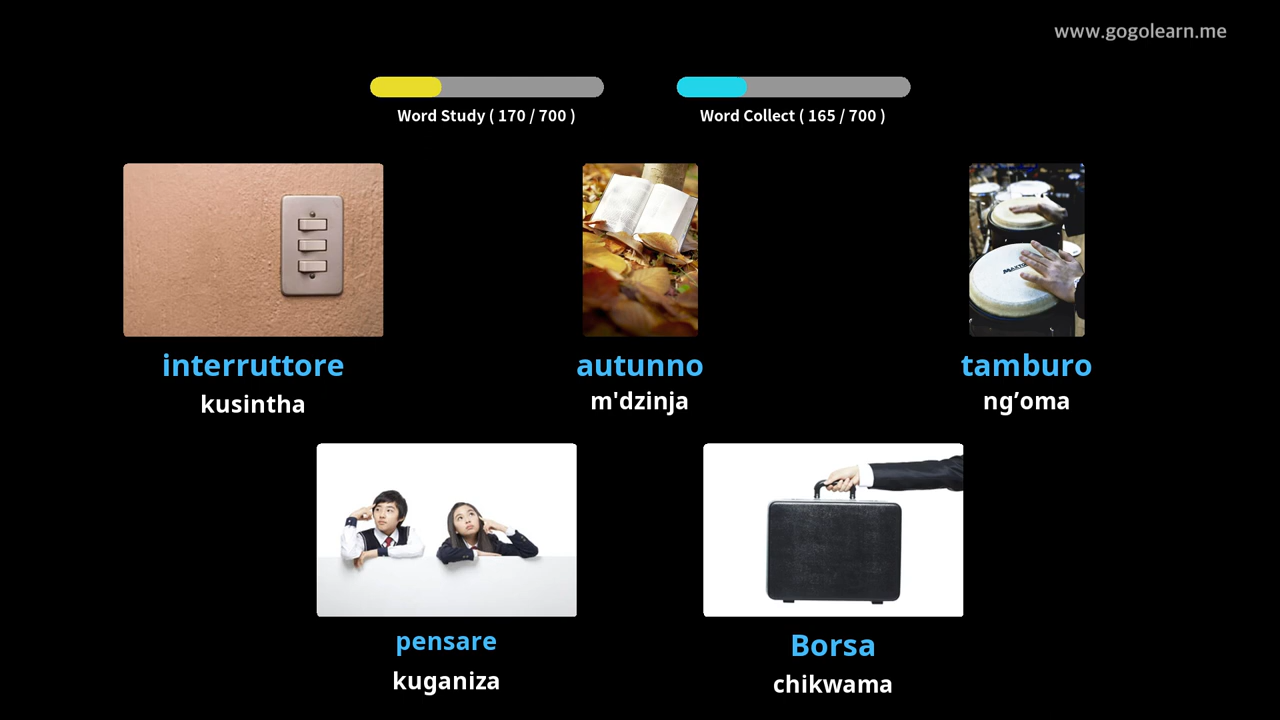 www.gogolearn.me
Word Study ( 170 / 700 )
Word Collect ( 165 / 700 )
interruttore
kusintha
autunno
m'dzinja
tamburo
ng’oma
pensare
kuganiza
Borsa
chikwama